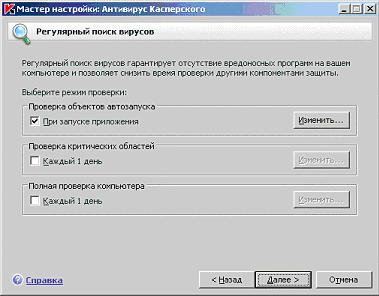 Мастер настройки: Антивирус Касперского
Регулярный поиск вирусов
Регулярный поиск вирусов гарантирует отсутствие вредоносных программ на вашем
компьютере и позволяет снизить время проверки другими компонентами защиты.
Выберите режим проверки:
Проверка объектов автозапуска
При запуске приложения
Изменить...
Проверка критических областей
Каждый 1 день
Изменить...
Полная проверка компьютера
Каждый 1 день
Изменить...
Справка
< Назад
Далее >
Отмена